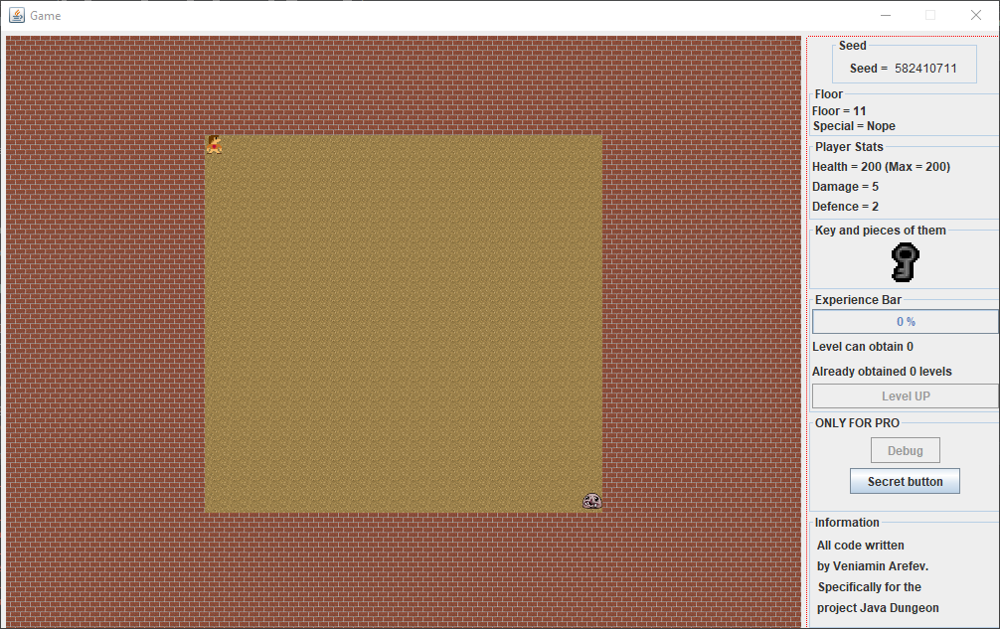 Game
Seed
Seed = 582410711
Floor
Floor = 11
Special = Nope
Player Stats
Health = 200 (Max = 200)
Damage = 5
Defence = 2
Key and pieces of them
Experience Bar
0 %
Level can obtain 0
Already obtained 0 levels
Level UP
ONLY FOR PRO
Debug
Secret button
Information
All code written
by Veniamin Arefev.
Specifically for the
project Java Dungeon